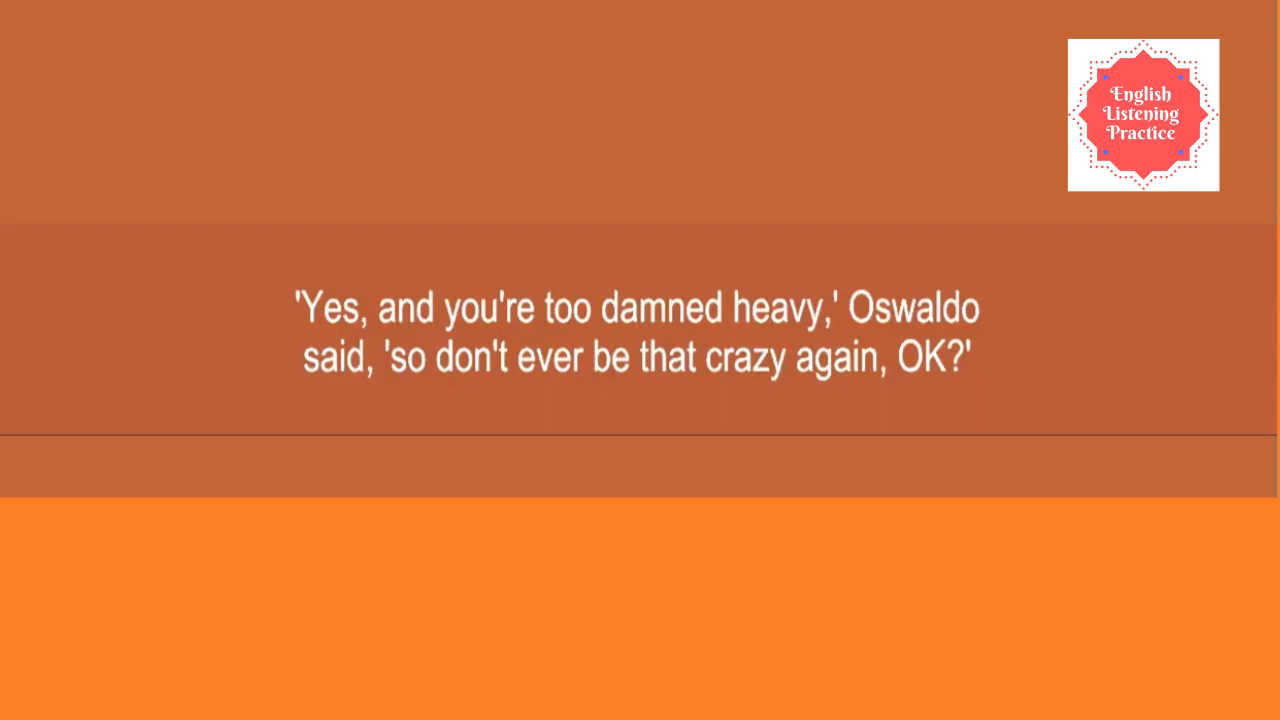 English
Listening
Practice
'Yes, and you're too damned heavy,' Oswaldo
said, 'so don't ever be that crazy again, OK?'